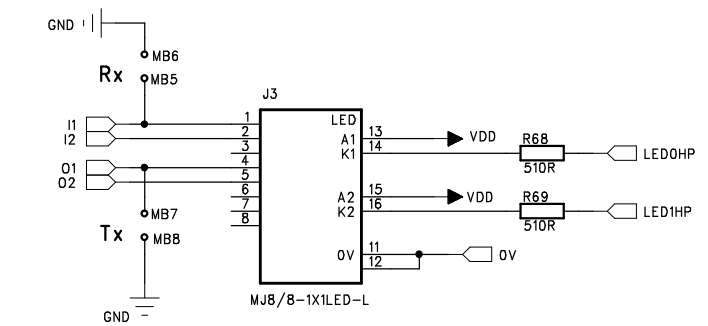 GND
MB6
Rx
MB5
J3
I1
1
LED
I2
2
A1
13
VDD
R68
3
K1
14
LED0HP
510R
O1
4
O2
5
6
A2
15
VDD
R69
7
K2
16
LED1HP
510R
MB7
8
Tx
MB8
0V
11
0V
12
MJ8/8-1X1LED-L
GND